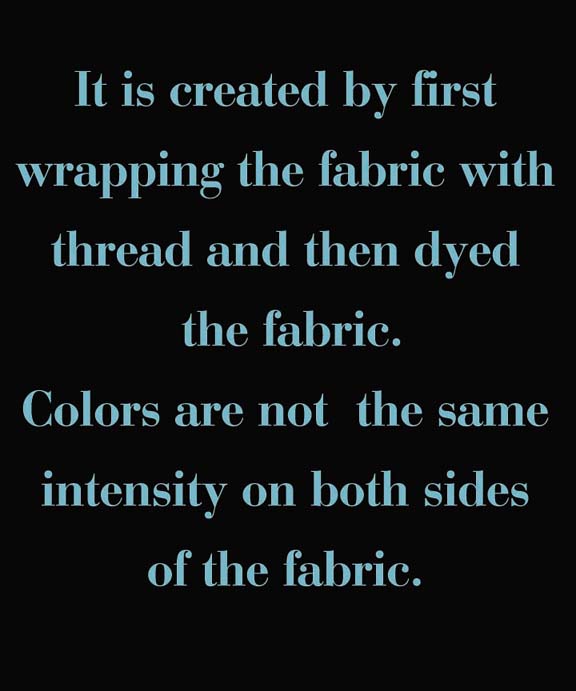 It is created by first
wrapping the fabric with
thread and then dyed
the fabric.
Colors are not the same
intensity on both sides
of the fabric.